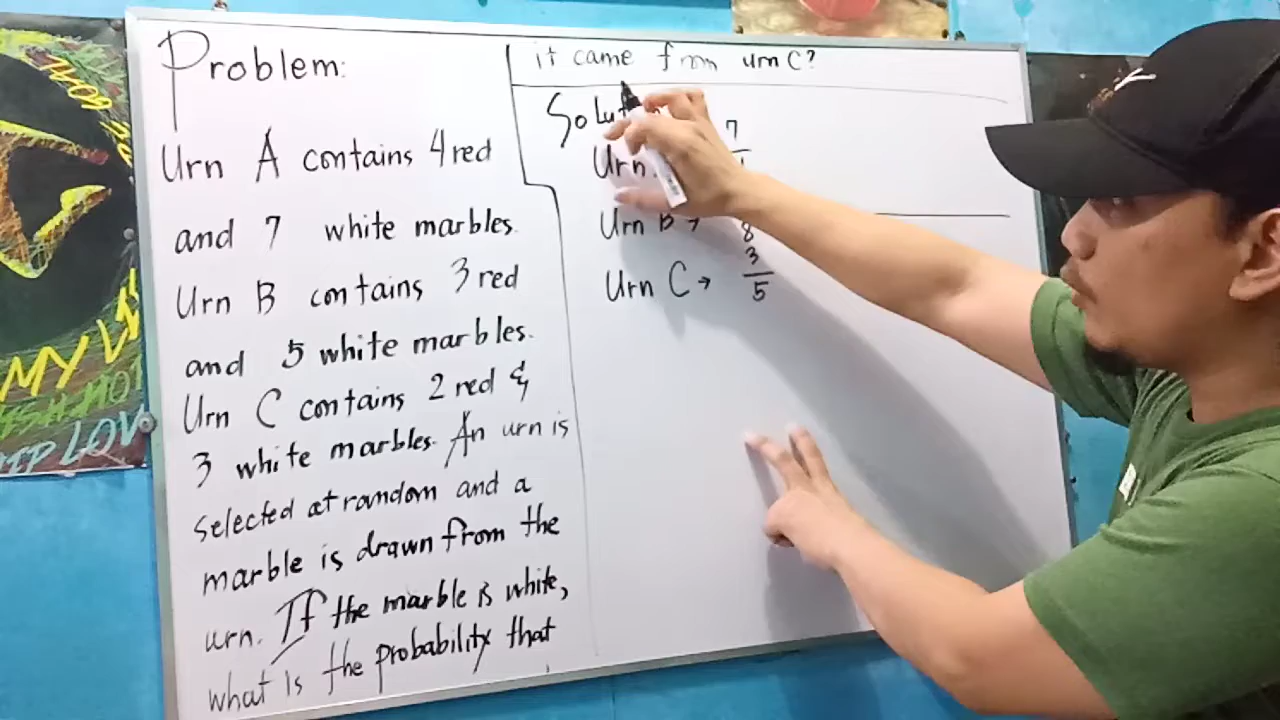 Problem:
Urn A contains 4 red
and 7 white marbles.
Urn B contains 3 red
and 5 white marbles.
Urn C contains 2 red &
3 white marbles. An urn is
selected at random and a
marble is drawn from the
urn. If the marble is white,
what is the probability that
it came from urn C?
Urn
7
Urn B →
8
Urn C → 3/5
MY LI